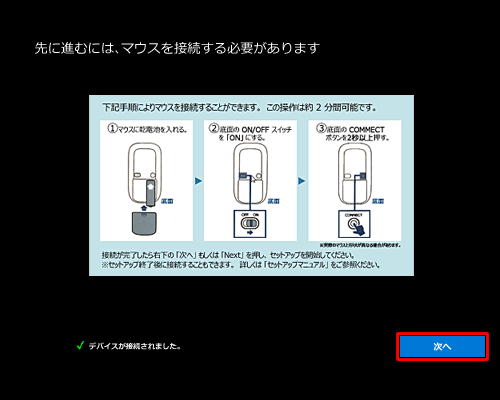 先に進むには、マウスを接続する必要があります
下記手順によりマウスを接続することができます。この操作は約 2 分間可能です。
①マウスに乾電池を入れる。
底面
②底面の ON/OFF スイッチ
を「ON」にする。
底面
OFF ON
③底面の COMMECT
ボタンを2秒以上押す。
底面
CONNECT
※実際のマウスと形状が異なる場合があります。
接続が完了したら右下の「次へ」もしくは「Next」を押し、セットアップを開始してください。
※セットアップ終了後に接続することもできます。詳しくは「セットアップマニュアル」をご参照ください。
✓ デバイスが接続されました。
次へ